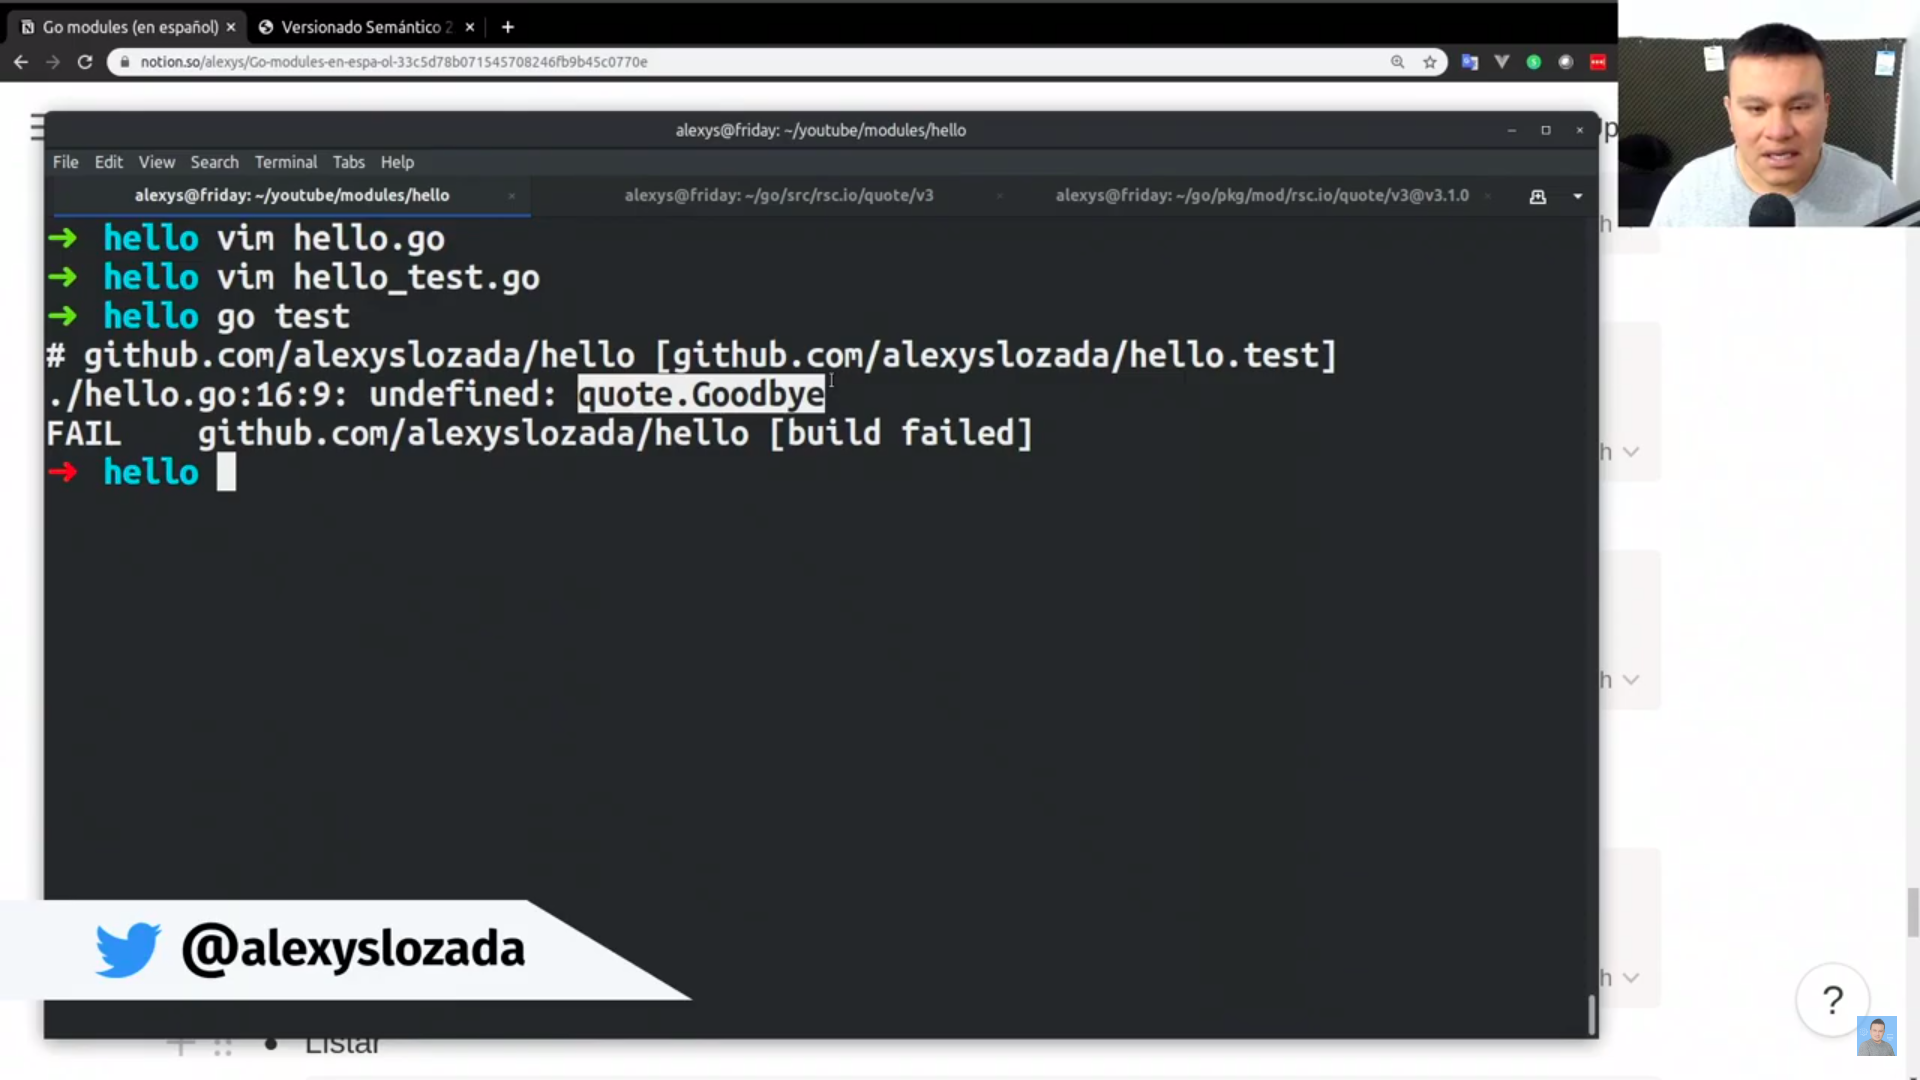 Go modules (en español)
Versionado Semántico 2
notion.so/alexys/Go-modules-en-espa-ol-33c5d78b071545708246fb9b45c0770e
alexys@friday: ~/youtube/modules/hello
File Edit View Search Terminal Tabs Help
alexys@friday: ~/youtube/modules/hello
alexys@friday: ~/go/src/rsc.io/quote/v3
alexys@friday: ~/go/pkg/mod/rsc.io/quote/v3@v3.1.0
→ hello vim hello.go
→ hello vim hello_test.go
→ hello go test
# github.com/alexyslozada/hello [github.com/alexyslozada/hello.test]
./hello.go:16:9: undefined: quote.Goodbye
FAIL github.com/alexyslozada/hello [build failed]
→ hello
h
h
h
h
@alexyslozada
?
• Listar